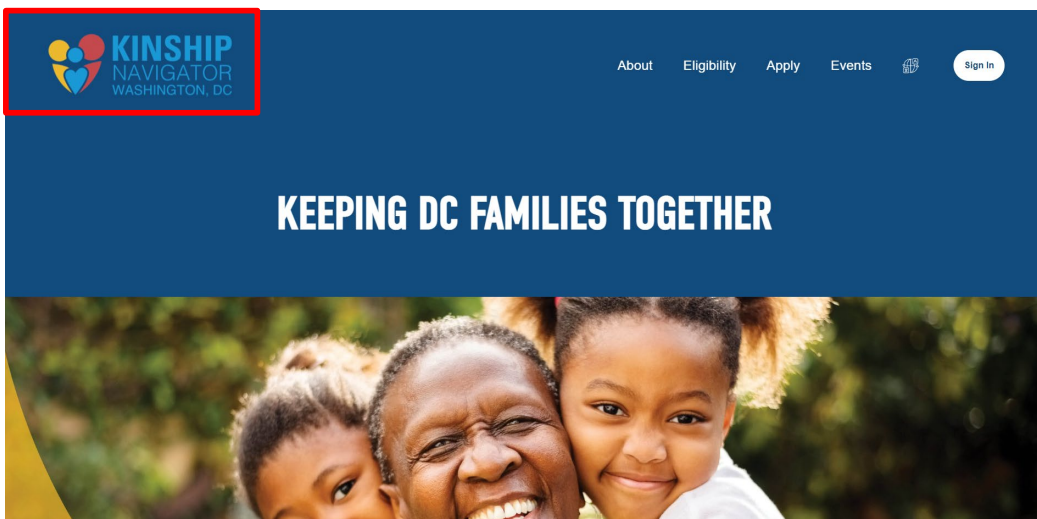 KINSHIP
NAVIGATOR
WASHINGTON, DC
About Eligibility Apply Events Sign In
KEEPING DC FAMILIES TOGETHER